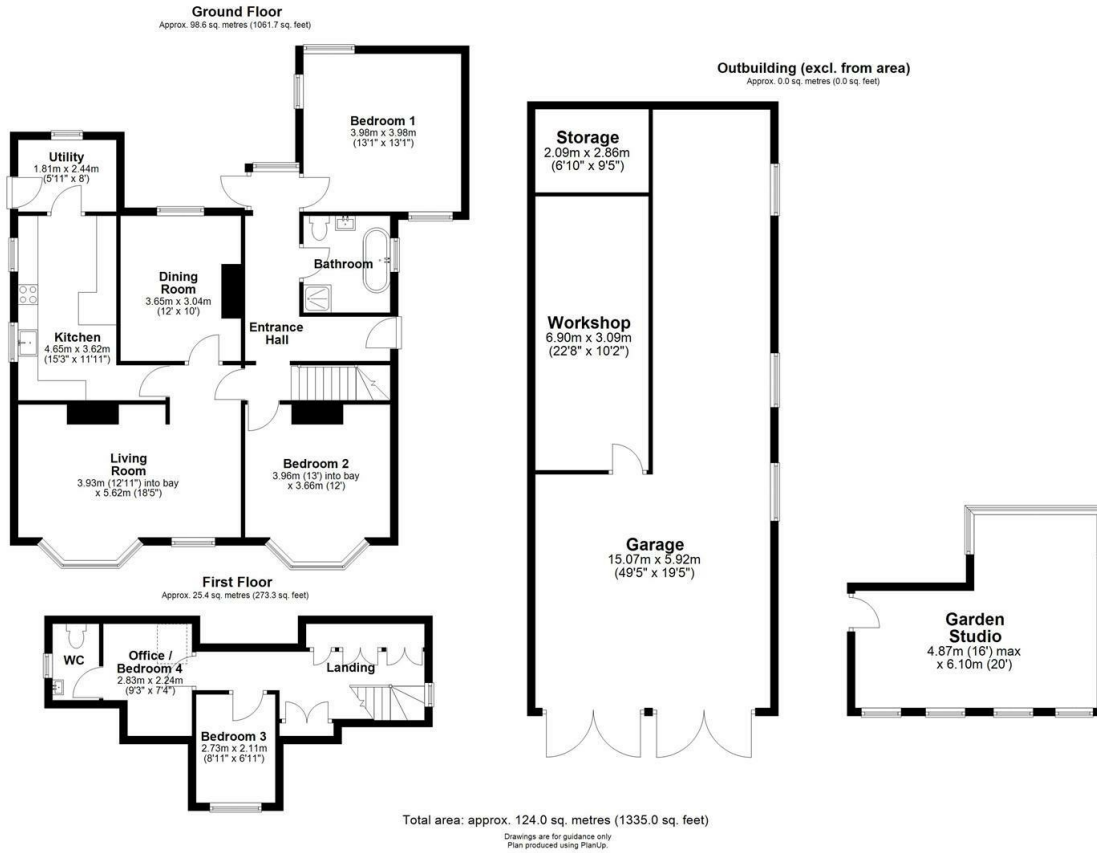 Ground Floor
Approx. 98.6 sq. metres (1061.7 sq. feet)
Bedroom 1
3.98m x 3.98m
(13'1" x 13'1")
Utility
1.81m x 2.44m
(5'11" x 8')
Bathroom
Dining
Room
3.65m x 3.04m
(12' x 10')
Entrance
Hall
Kitchen
4.65m x 3.62m
(15'3" x 11'11")
Living
Room
3.93m (12'11") into bay
x 5.62m (18'5")
Bedroom 2
3.96m (13') into bay
x 3.66m (12')
First Floor
Approx. 25.4 sq. metres (273.3 sq. feet)
WC
Office /
Bedroom 4
2.83m x 2.24m
(9'3" x 7'4")
Landing
Bedroom 3
2.73m x 2.11m
(8'11" x 6'11")
Outbuilding (excl. from area)
Approx. 0.0 sq. metres (0.0 sq. feet)
Storage
2.09m x 2.86m
(6'10" x 9'5")
Workshop
6.90m x 3.09m
(22'8" x 10'2")
Garage
15.07m x 5.92m
(49'5" x 19'5")
Garden
Studio
4.87m (16') max
x 6.10m (20')
Total area: approx. 124.0 sq. metres (1335.0 sq. feet)
Drawings are for guidance only
Plan produced using PlanUp.